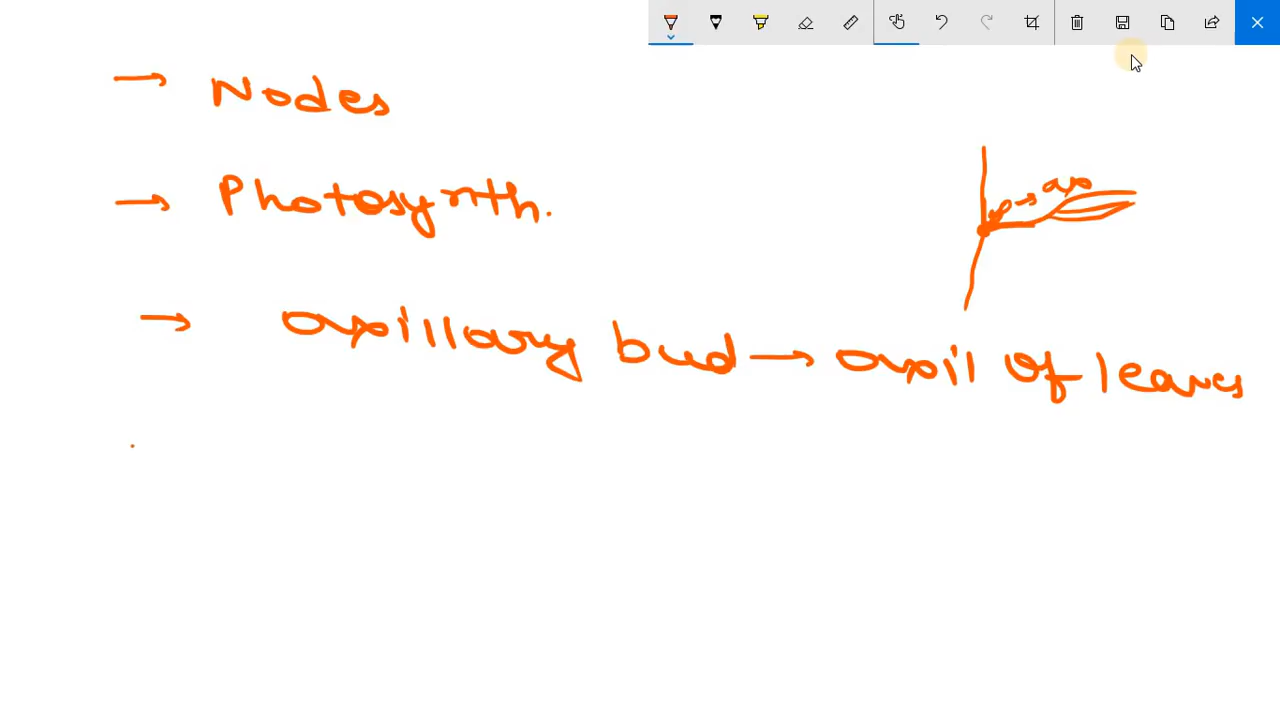 → Nodes
→ Photosynth.
→ axillary bud → axil of leaves